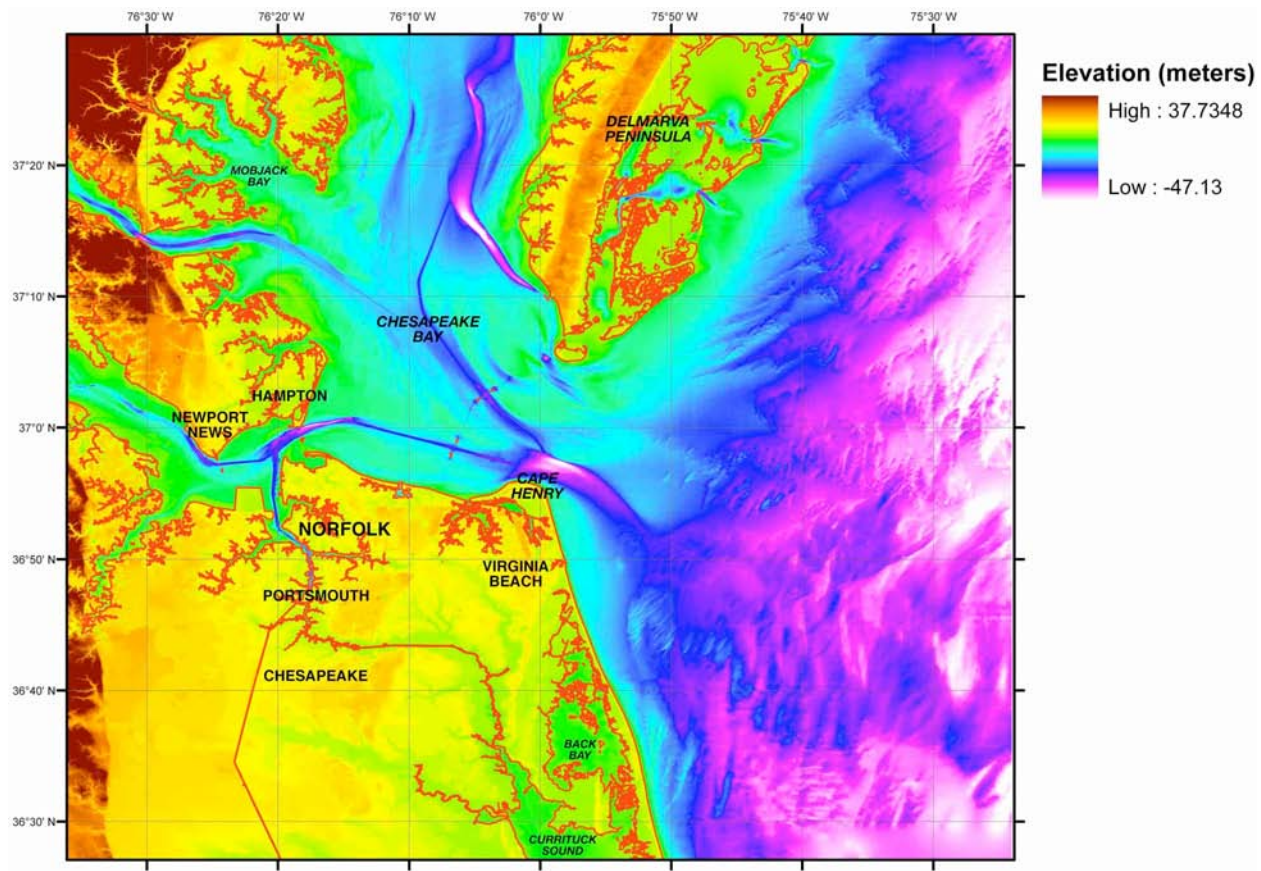 76°30' W 76°20' W 76°10' W 76°0' W 75°50' W 75°40' W 75°30' W
Elevation (meters)
High : 37.7348
Low : -47.13
DELMARVA
PENINSULA
37°20' N
MOBJACK
BAY
37°10' N
CHESAPEAKE
BAY
HAMPTON
NEWPORT
NEWS
37°0' N
CAPE
HENRY
NORFOLK
36°50' N
VIRGINIA
BEACH
PORTSMOUTH
CHESAPEAKE
36°40' N
BACK
BAY
36°30' N
CURRITUCK
SOUND